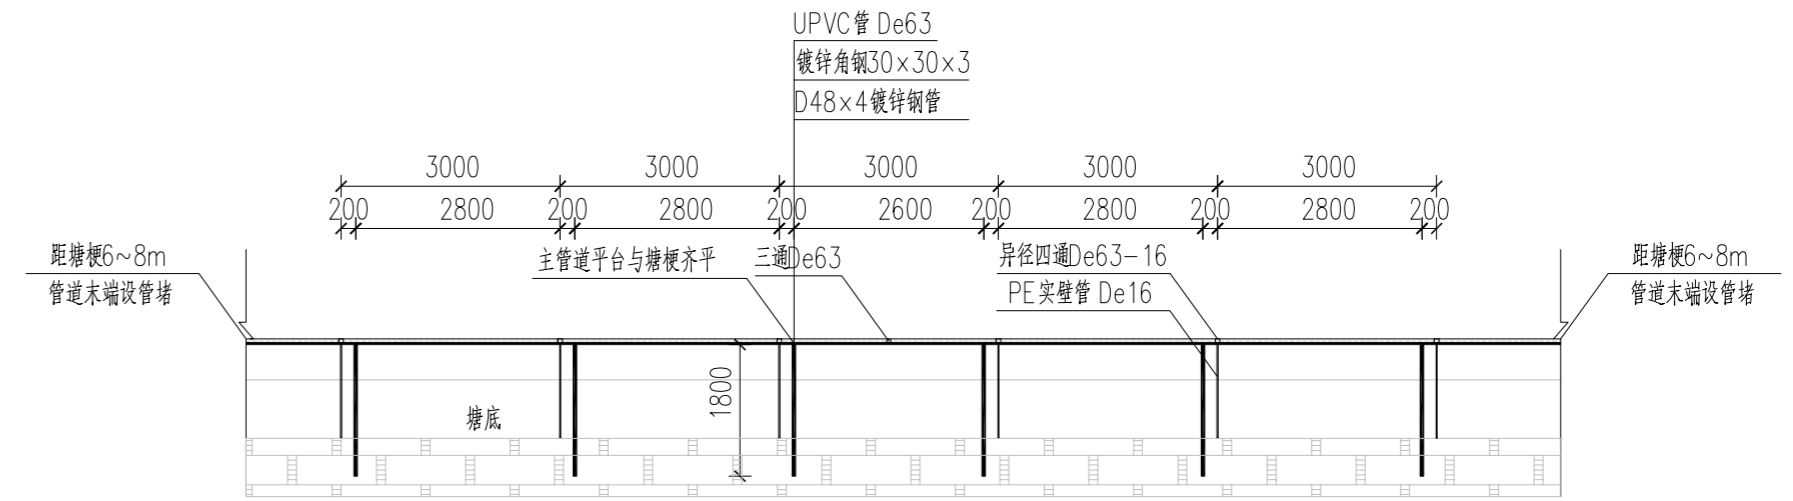 UPVC管 De63
镀锌角钢30×30×3
D48×4镀锌钢管
3000 3000 3000 3000 3000
200 2800 200 2800 200 2600 200 2800 200 2800 200
距塘梗6~8m
管道末端设管堵
主管道平台与塘梗齐平
三通De63
异径四通De63-16
PE实壁管 De16
距塘梗6~8m
管道末端设管堵
1800
塘底